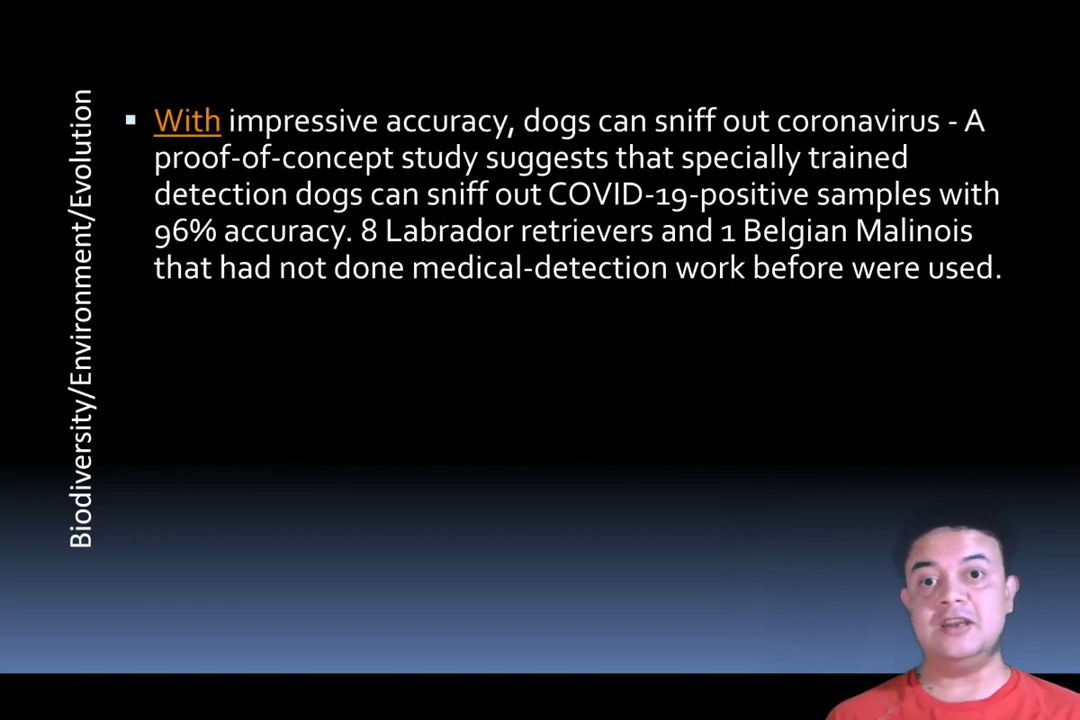 Biodiversity/Environment/Evolution
With impressive accuracy, dogs can sniff out coronavirus - A
proof-of-concept study suggests that specially trained
detection dogs can sniff out COVID-19-positive samples with
96% accuracy. 8 Labrador retrievers and 1 Belgian Malinois
that had not done medical-detection work before were used.